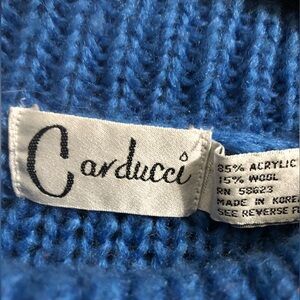 Carducci
85% ACRYLIC
15% WOOL
RN 58623
MADE IN KOREA
SEE REVERSE